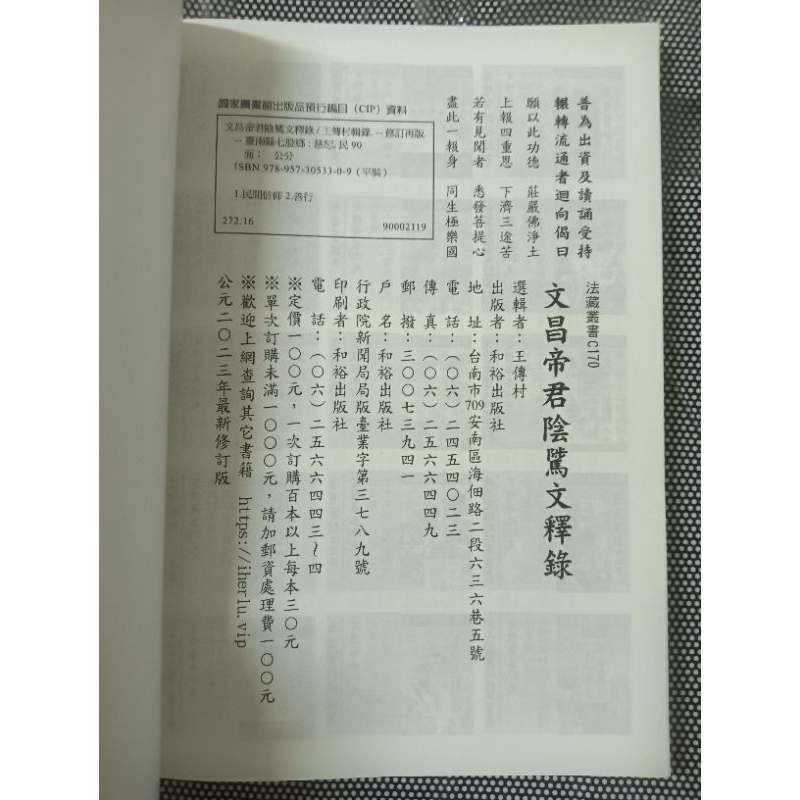 普為出資及讀誦受持
輾轉流通者迴向偈曰
願以此功德　莊嚴佛淨土
上報四重恩　下濟三途苦
若有見聞者　悉發菩提心
盡此一報身　同生極樂國
國家圖書館出版品預行編目（CIP）資料
文昌帝君陰騭文釋錄／王傳村輯錄. -- 修訂再版.
-- 臺南縣七股鄉：慈恕, 民90
面；　公分
ISBN 978-957-30533-0-9（平裝）
1.民間信仰 2.善行
272.16　90002119
法藏叢書C170
文昌帝君陰騭文釋錄
選輯者：王傳村
出版者：和裕出版社
地　址：台南市709安南區海佃路二段六三六巷五號
電　話：（○六）二四五四○二三
傳　真：（○六）二五六六四四九
郵　撥：三○○七三九四一
戶　名：和裕出版社
行政院新聞局局版臺業字第三七八九號
印刷者：和裕出版社
電　話：（○六）二五六六四四三～四
※定價一○○元，一次訂購百本以上每本三○元
※單次訂購未滿一○○○元，請加郵資處理費一○○元
※歡迎上網查詢其它書籍　https://iherlu.vip
公元二○二三年最新修訂版